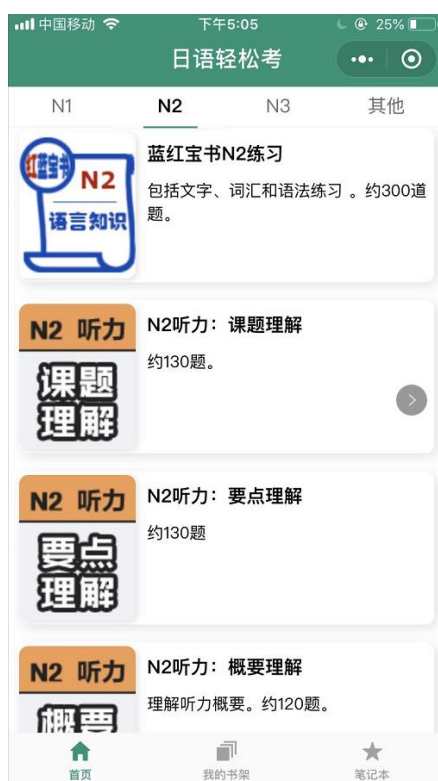 中国移动 下午5:05 25%
日语轻松考
N1 N2 N3 其他
红蓝宝书
N2
语言知识
蓝红宝书N2练习
包括文字、词汇和语法练习 。约300道
题。
N2 听力
课题
理解
N2听力：课题理解
约130题。
N2 听力
要点
理解
N2听力：要点理解
约130题
N2 听力
概要
N2听力：概要理解
理解听力概要。约120题。
首页 我的书架 笔记本